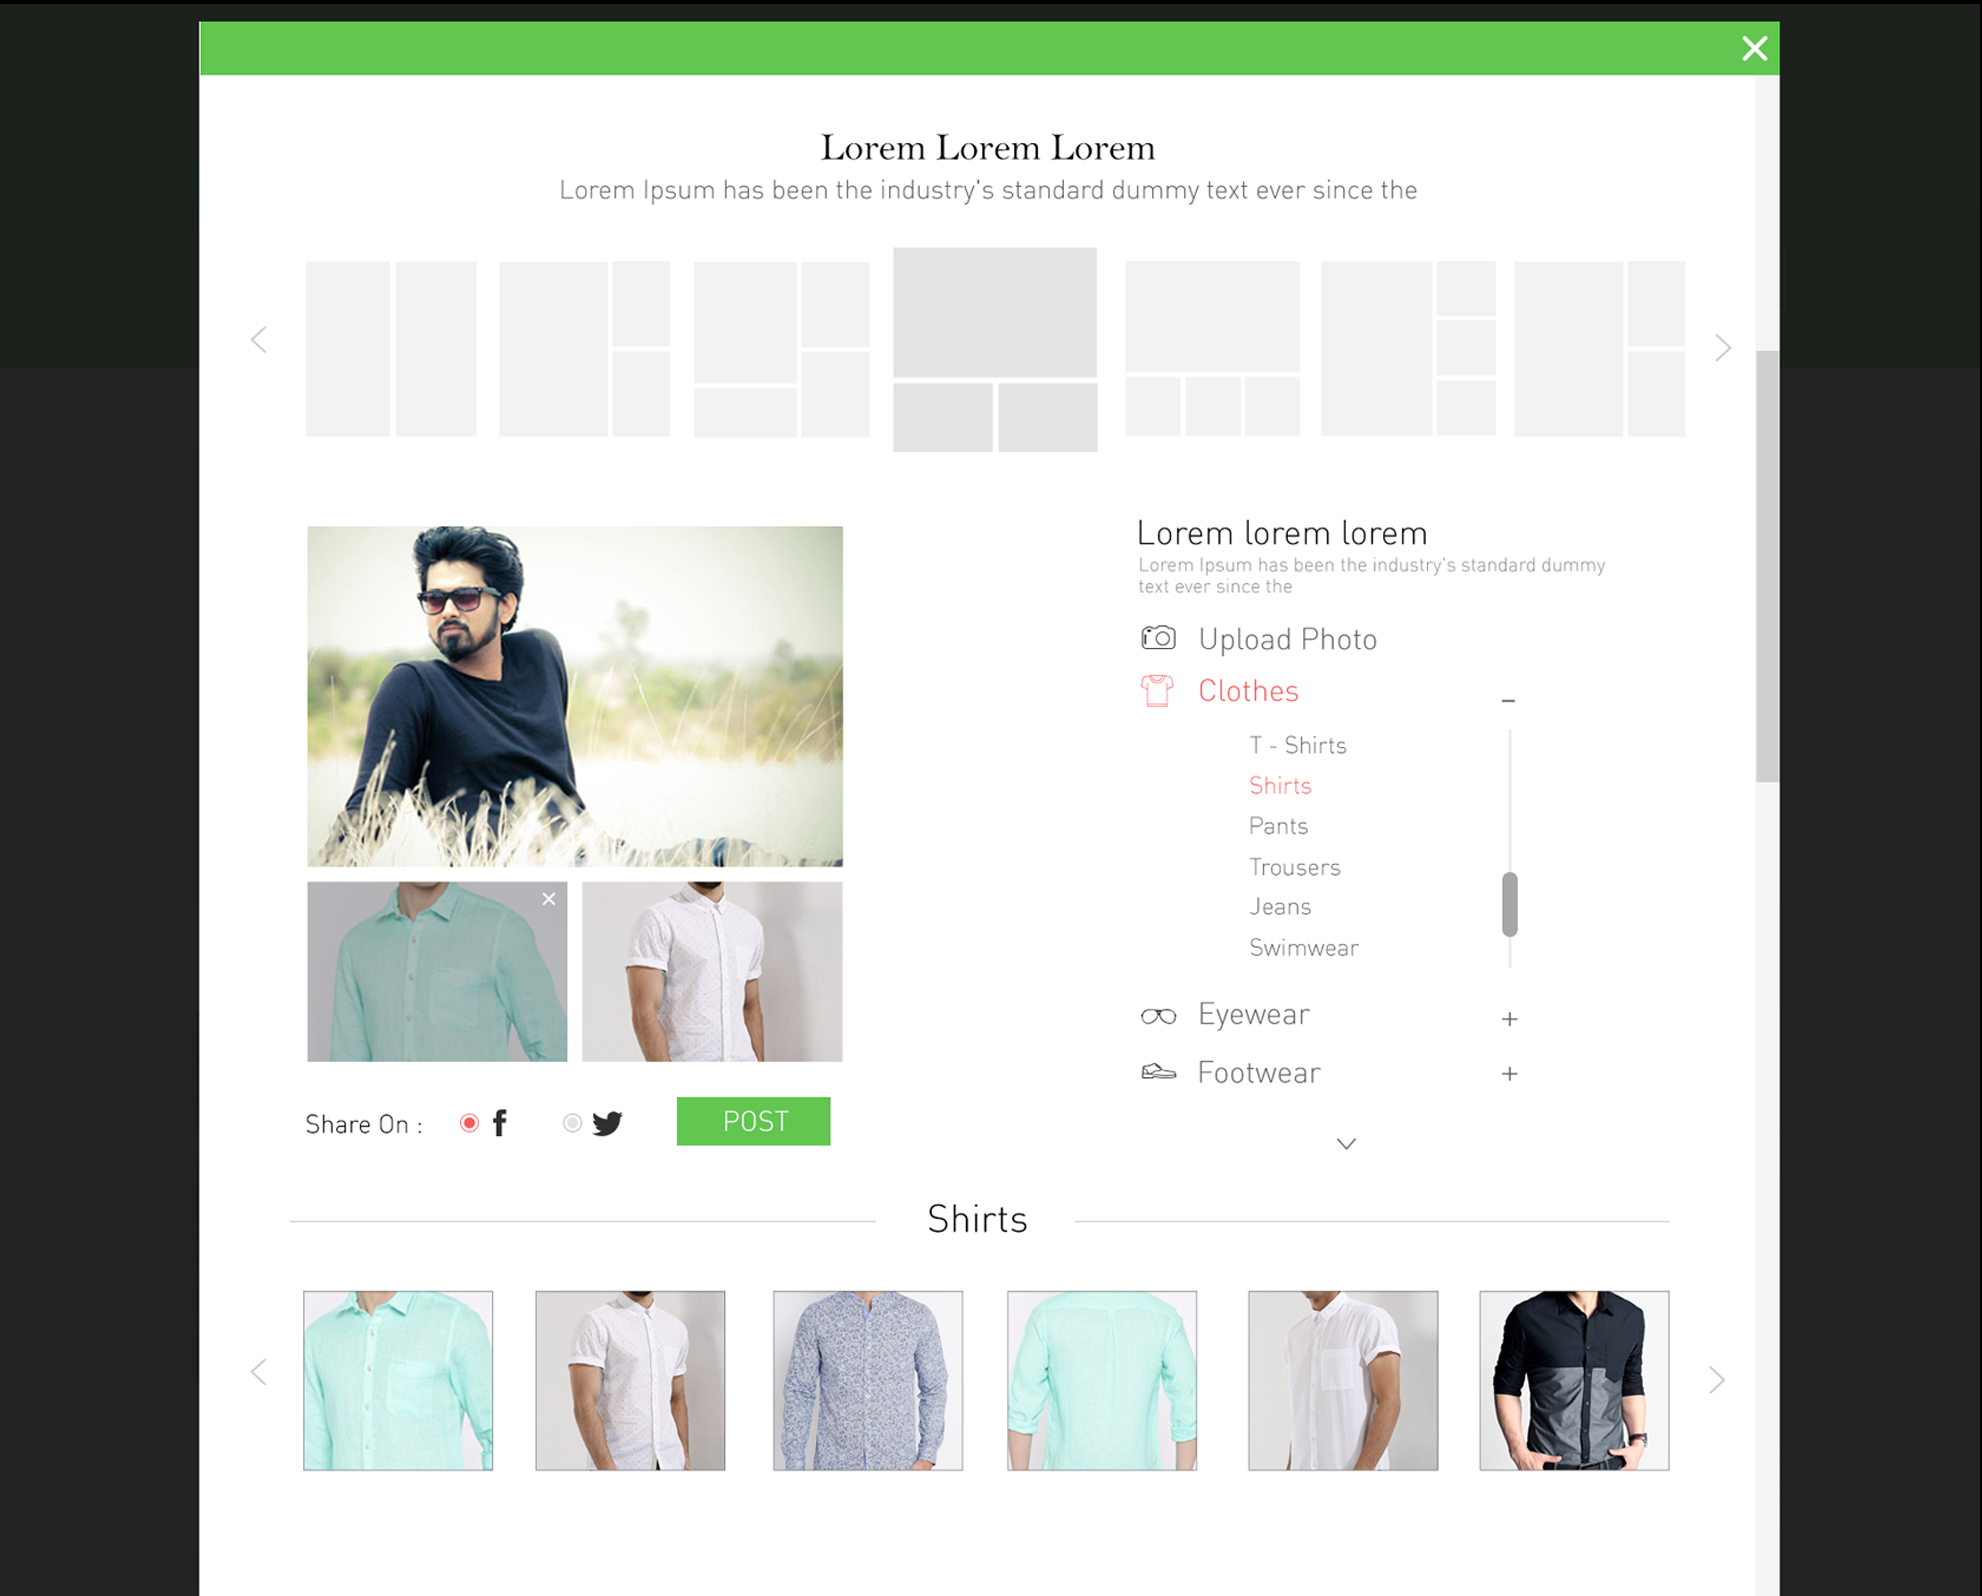 Lorem Lorem Lorem
Lorem Ipsum has been the industry's standard dummy text ever since the
Lorem lorem lorem
Lorem Ipsum has been the industry's standard dummy
text ever since the
Upload Photo
Clothes
T - Shirts
Shirts
Pants
Trousers
Jeans
Swimwear
Eyewear
Footwear
Share On :
POST
Shirts